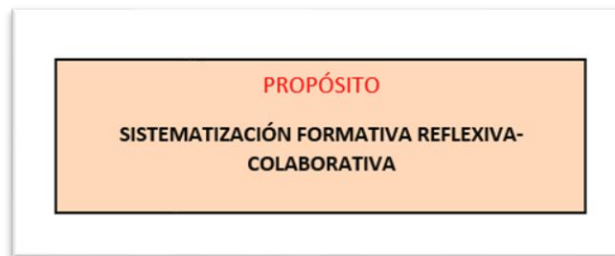 PROPÓSITO
SISTEMATIZACIÓN FORMATIVA REFLEXIVA-
COLABORATIVA